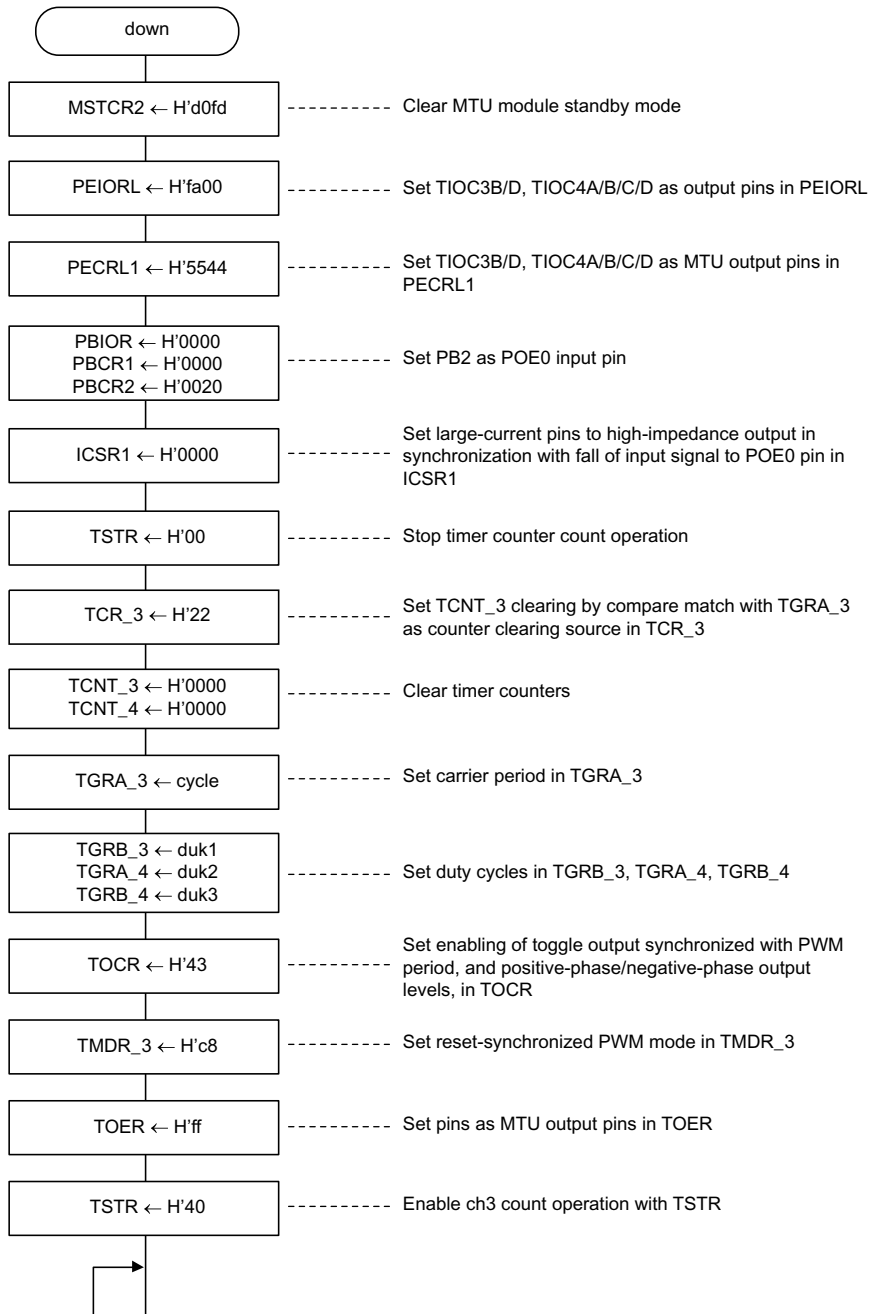 down
MSTCR2 ← H'd0fd
Clear MTU module standby mode
PEIORL ← H'fa00
Set TIOC3B/D, TIOC4A/B/C/D as output pins in PEIORL
PECRL1 ← H'5544
Set TIOC3B/D, TIOC4A/B/C/D as MTU output pins in
PECRL1
PBIOR ← H'0000
PBCR1 ← H'0000
PBCR2 ← H'0020
Set PB2 as POE0 input pin
ICSR1 ← H'0000
Set large-current pins to high-impedance output in
synchronization with fall of input signal to POE0 pin in
ICSR1
TSTR ← H'00
Stop timer counter count operation
TCR_3 ← H'22
Set TCNT_3 clearing by compare match with TGRA_3
as counter clearing source in TCR_3
TCNT_3 ← H'0000
TCNT_4 ← H'0000
Clear timer counters
TGRA_3 ← cycle
Set carrier period in TGRA_3
TGRB_3 ← duk1
TGRA_4 ← duk2
TGRB_4 ← duk3
Set duty cycles in TGRB_3, TGRA_4, TGRB_4
TOCR ← H'43
Set enabling of toggle output synchronized with PWM
period, and positive-phase/negative-phase output
levels, in TOCR
TMDR_3 ← H'c8
Set reset-synchronized PWM mode in TMDR_3
TOER ← H'ff
Set pins as MTU output pins in TOER
TSTR ← H'40
Enable ch3 count operation with TSTR